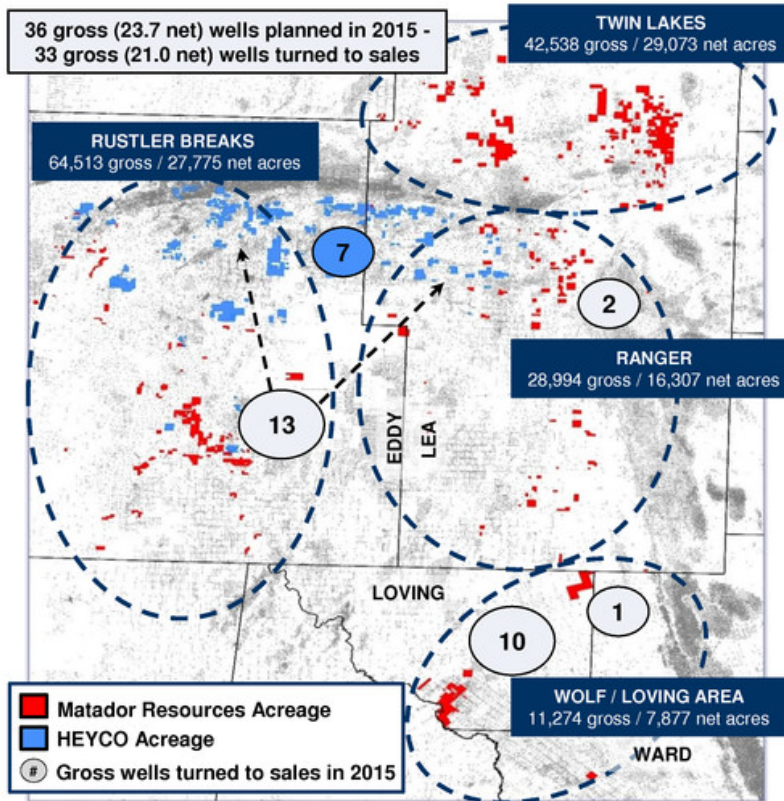 36 gross (23.7 net) wells planned in 2015 -
33 gross (21.0 net) wells turned to sales
TWIN LAKES
42,538 gross / 29,073 net acres
RUSTLER BREAKS
64,513 gross / 27,775 net acres
7
2
RANGER
28,994 gross / 16,307 net acres
13
EDDY
LEA
LOVING
1
10
WOLF / LOVING AREA
11,274 gross / 7,877 net acres
WARD
Matador Resources Acreage
HEYCO Acreage
# Gross wells turned to sales in 2015